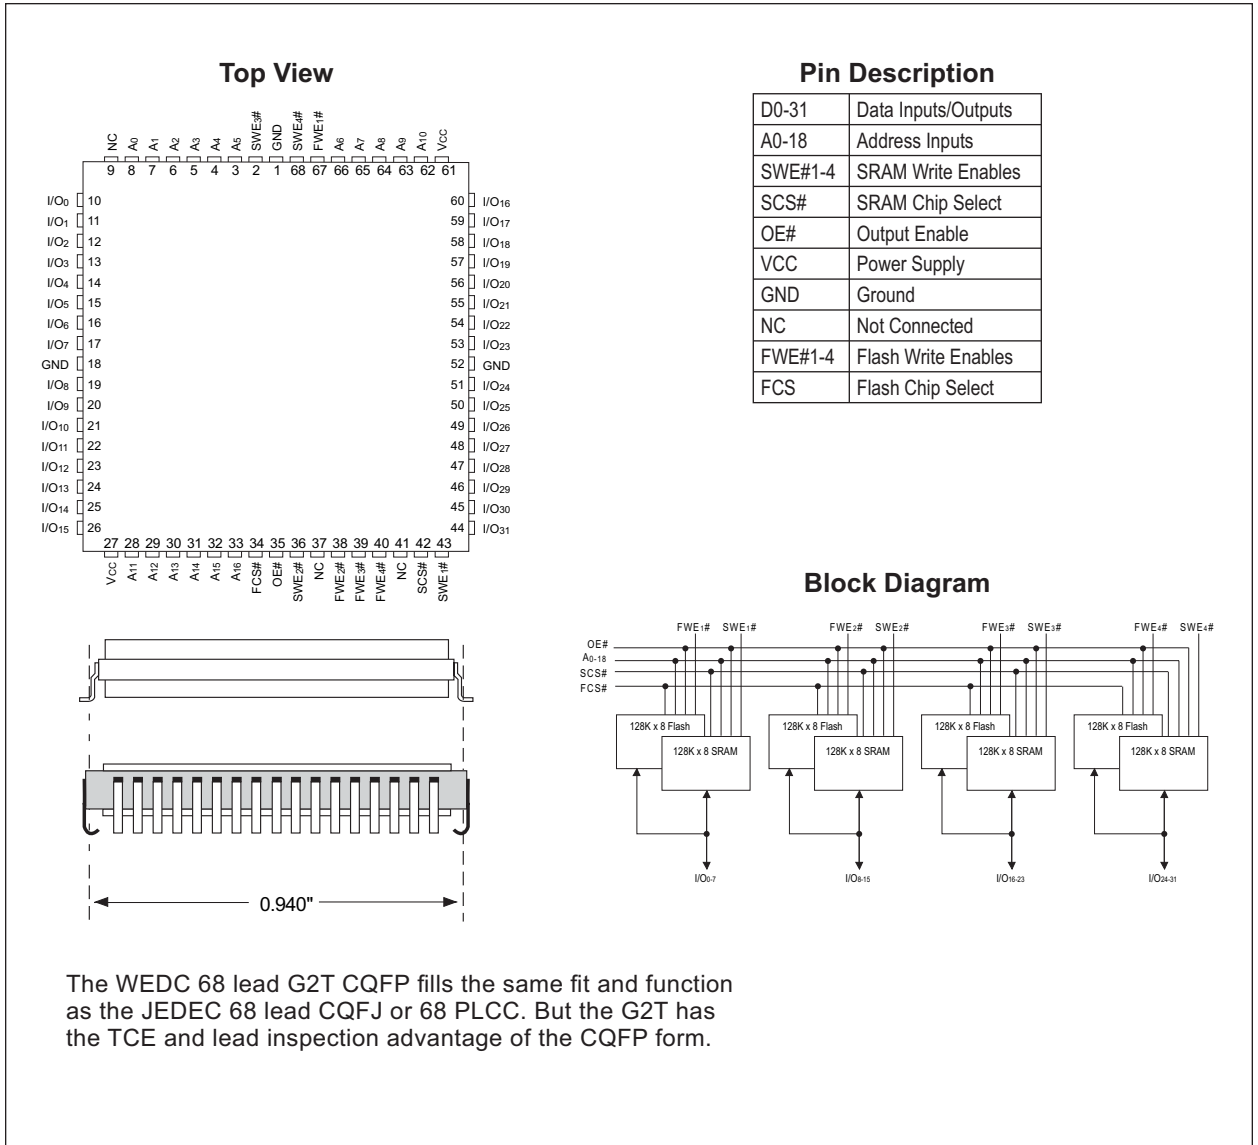 Top View
NC A0 A1 A2 A3 A4 A5 SWE3# GND SWE4# FWE1# A6 A7 A8 A9 A10 VCC
9 8 7 6 5 4 3 2 1 68 67 66 65 64 63 62 61
I/O0 10 60 I/O16
I/O1 11 59 I/O17
I/O2 12 58 I/O18
I/O3 13 57 I/O19
I/O4 14 56 I/O20
I/O5 15 55 I/O21
I/O6 16 54 I/O22
I/O7 17 53 I/O23
GND 18 52 GND
I/O8 19 51 I/O24
I/O9 20 50 I/O25
I/O10 21 49 I/O26
I/O11 22 48 I/O27
I/O12 23 47 I/O28
I/O13 24 46 I/O29
I/O14 25 45 I/O30
I/O15 26 44 I/O31
27 28 29 30 31 32 33 34 35 36 37 38 39 40 41 42 43
VCC A11 A12 A13 A14 A15 A16 FCS# OE# SWE2# NC FWE2# FWE3# FWE4# NC SCS# SWE1#
0.940"
Pin Description
D0-31 Data Inputs/Outputs
A0-18 Address Inputs
SWE#1-4 SRAM Write Enables
SCS# SRAM Chip Select
OE# Output Enable
VCC Power Supply
GND Ground
NC Not Connected
FWE#1-4 Flash Write Enables
FCS Flash Chip Select
Block Diagram
FWE1# SWE1# FWE2# SWE2# FWE3# SWE3# FWE4# SWE4#
OE#
A0-18
SCS#
FCS#
128K x 8 Flash 128K x 8 Flash 128K x 8 Flash 128K x 8 Flash
128K x 8 SRAM 128K x 8 SRAM 128K x 8 SRAM 128K x 8 SRAM
I/O0-7 I/O8-15 I/O16-23 I/O24-31
The WEDC 68 lead G2T CQFP fills the same fit and function
as the JEDEC 68 lead CQFJ or 68 PLCC. But the G2T has
the TCE and lead inspection advantage of the CQFP form.